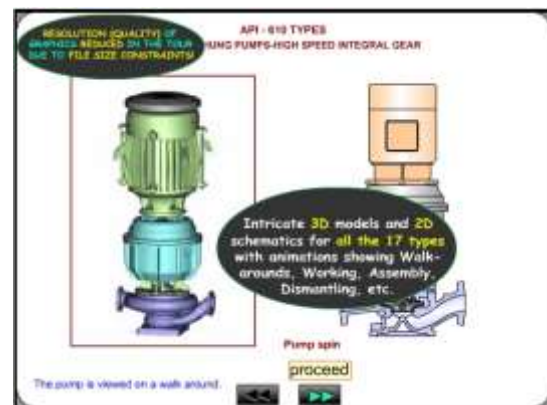 RESOLUTION (QUALITY) OF
GRAPHICS REDUCED IN THE TOUR
DUE TO FILE SIZE CONSTRAINTS!
API - 610 TYPES
HUNG PUMPS-HIGH SPEED INTEGRAL GEAR
Intricate 3D models and 2D
schematics for all the 17 types
with animations showing Walk-
arounds, Working, Assembly,
Dismantling, etc.
Pump spin
proceed
The pump is viewed on a walk around.